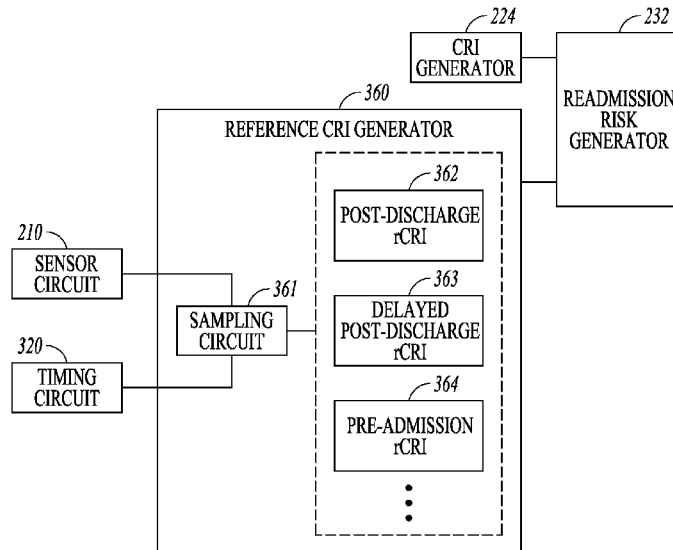 224
CRI
GENERATOR
232
READMISSION
RISK
GENERATOR
360
REFERENCE CRI GENERATOR
362
POST-DISCHARGE
rCRI
210
SENSOR
CIRCUIT
361
SAMPLING
CIRCUIT
363
DELAYED
POST-DISCHARGE
rCRI
320
TIMING
CIRCUIT
364
PRE-ADMISSION
rCRI